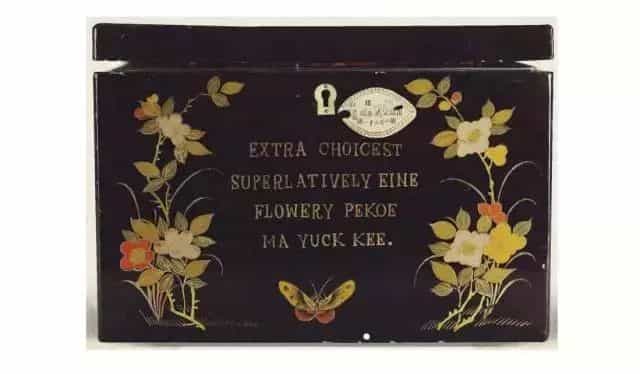 EXTRA CHOICEST
SUPERLATIVELY EINE
FLOWERY PEKOE
MA YUCK KEE.